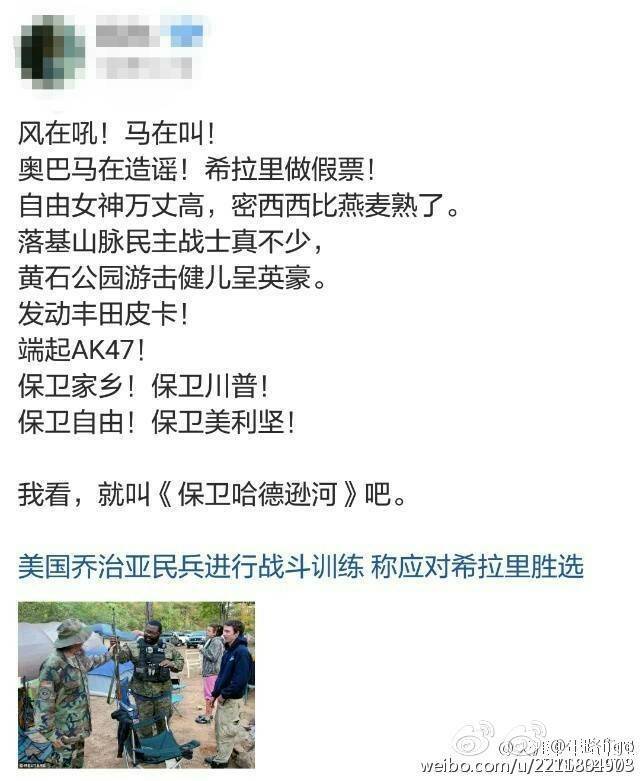 风在吼！马在叫！
奥巴马在造谣！希拉里做假票！
自由女神万丈高，密西西比燕麦熟了。
落基山脉民主战士真不少，
黄石公园游击健儿呈英豪。
发动丰田皮卡！
端起AK47！
保卫家乡！保卫川普！
保卫自由！保卫美利坚！
我看，就叫《保卫哈德逊河》吧。
美国乔治亚民兵进行战斗训练 称应对希拉里胜选
weibo.com/u/2211804903